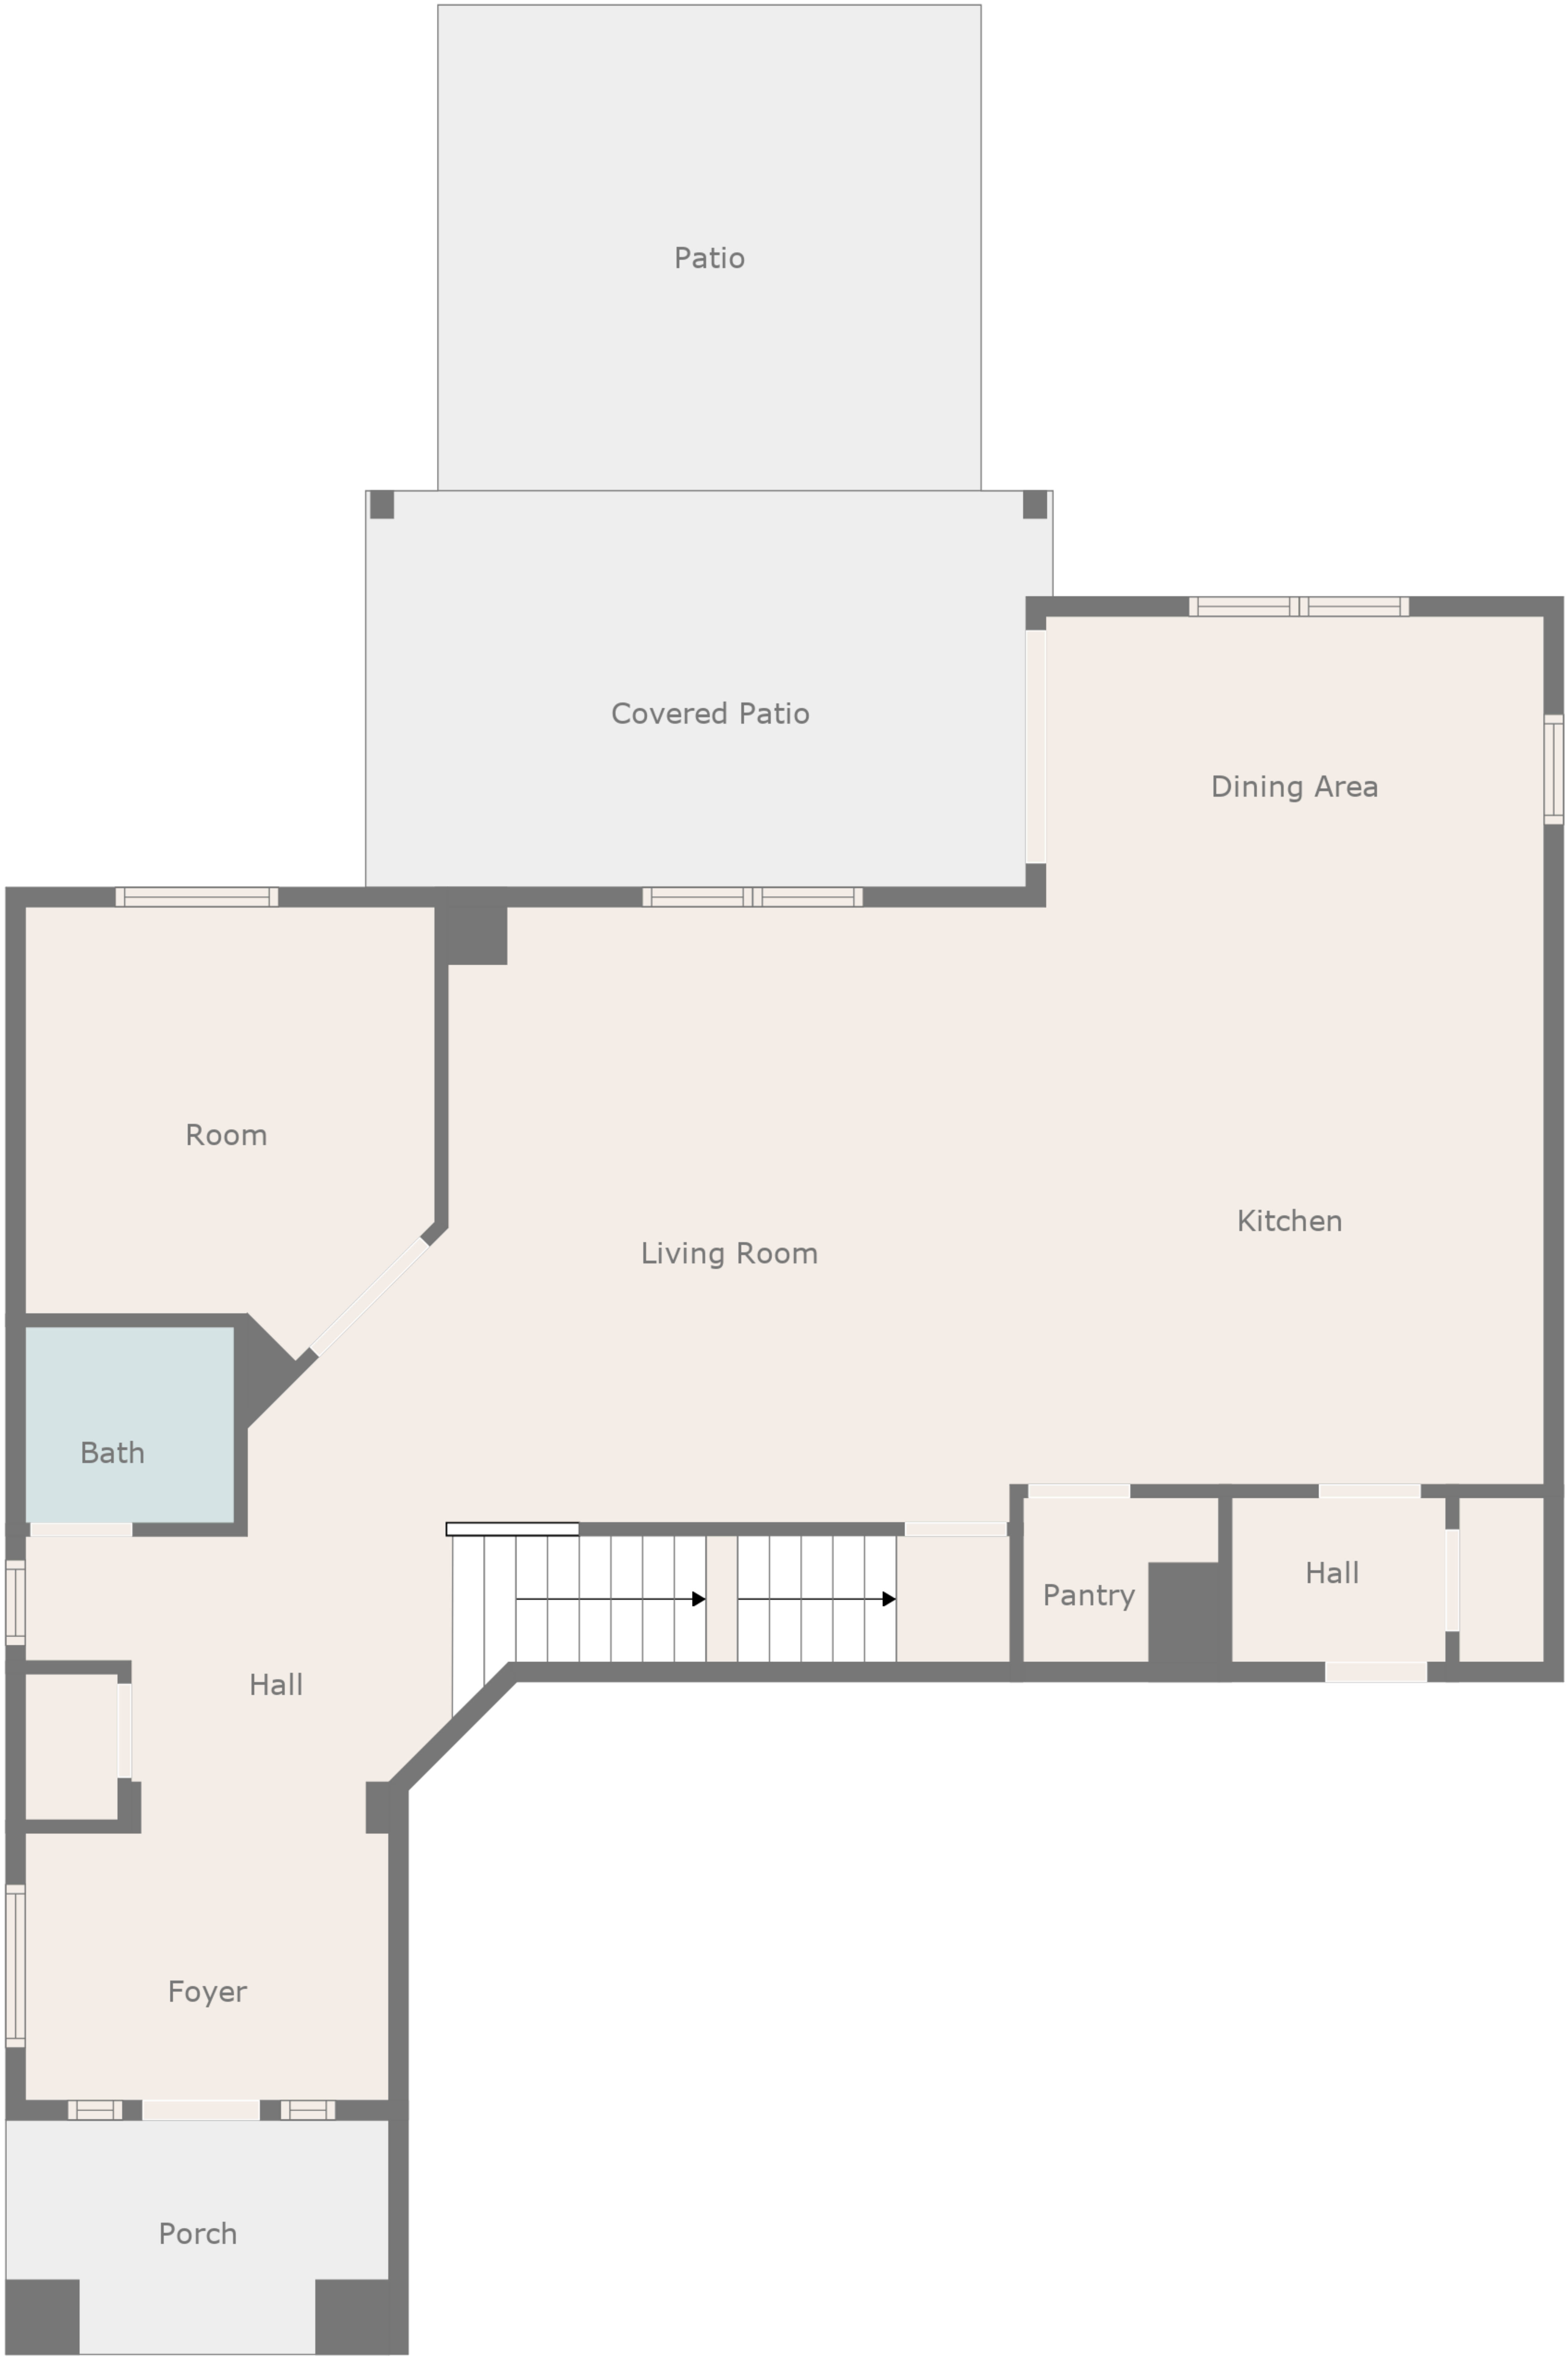 Patio
Covered Patio
Dining Area
Room
Kitchen
Living Room
Bath
Hall
Pantry
Hall
Foyer
Porch